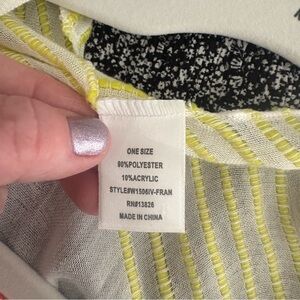 ONE SIZE
90%POLYESTER
10%ACRYLIC
STYLE#W1506IV-FRAN
RN#13826
MADE IN CHINA